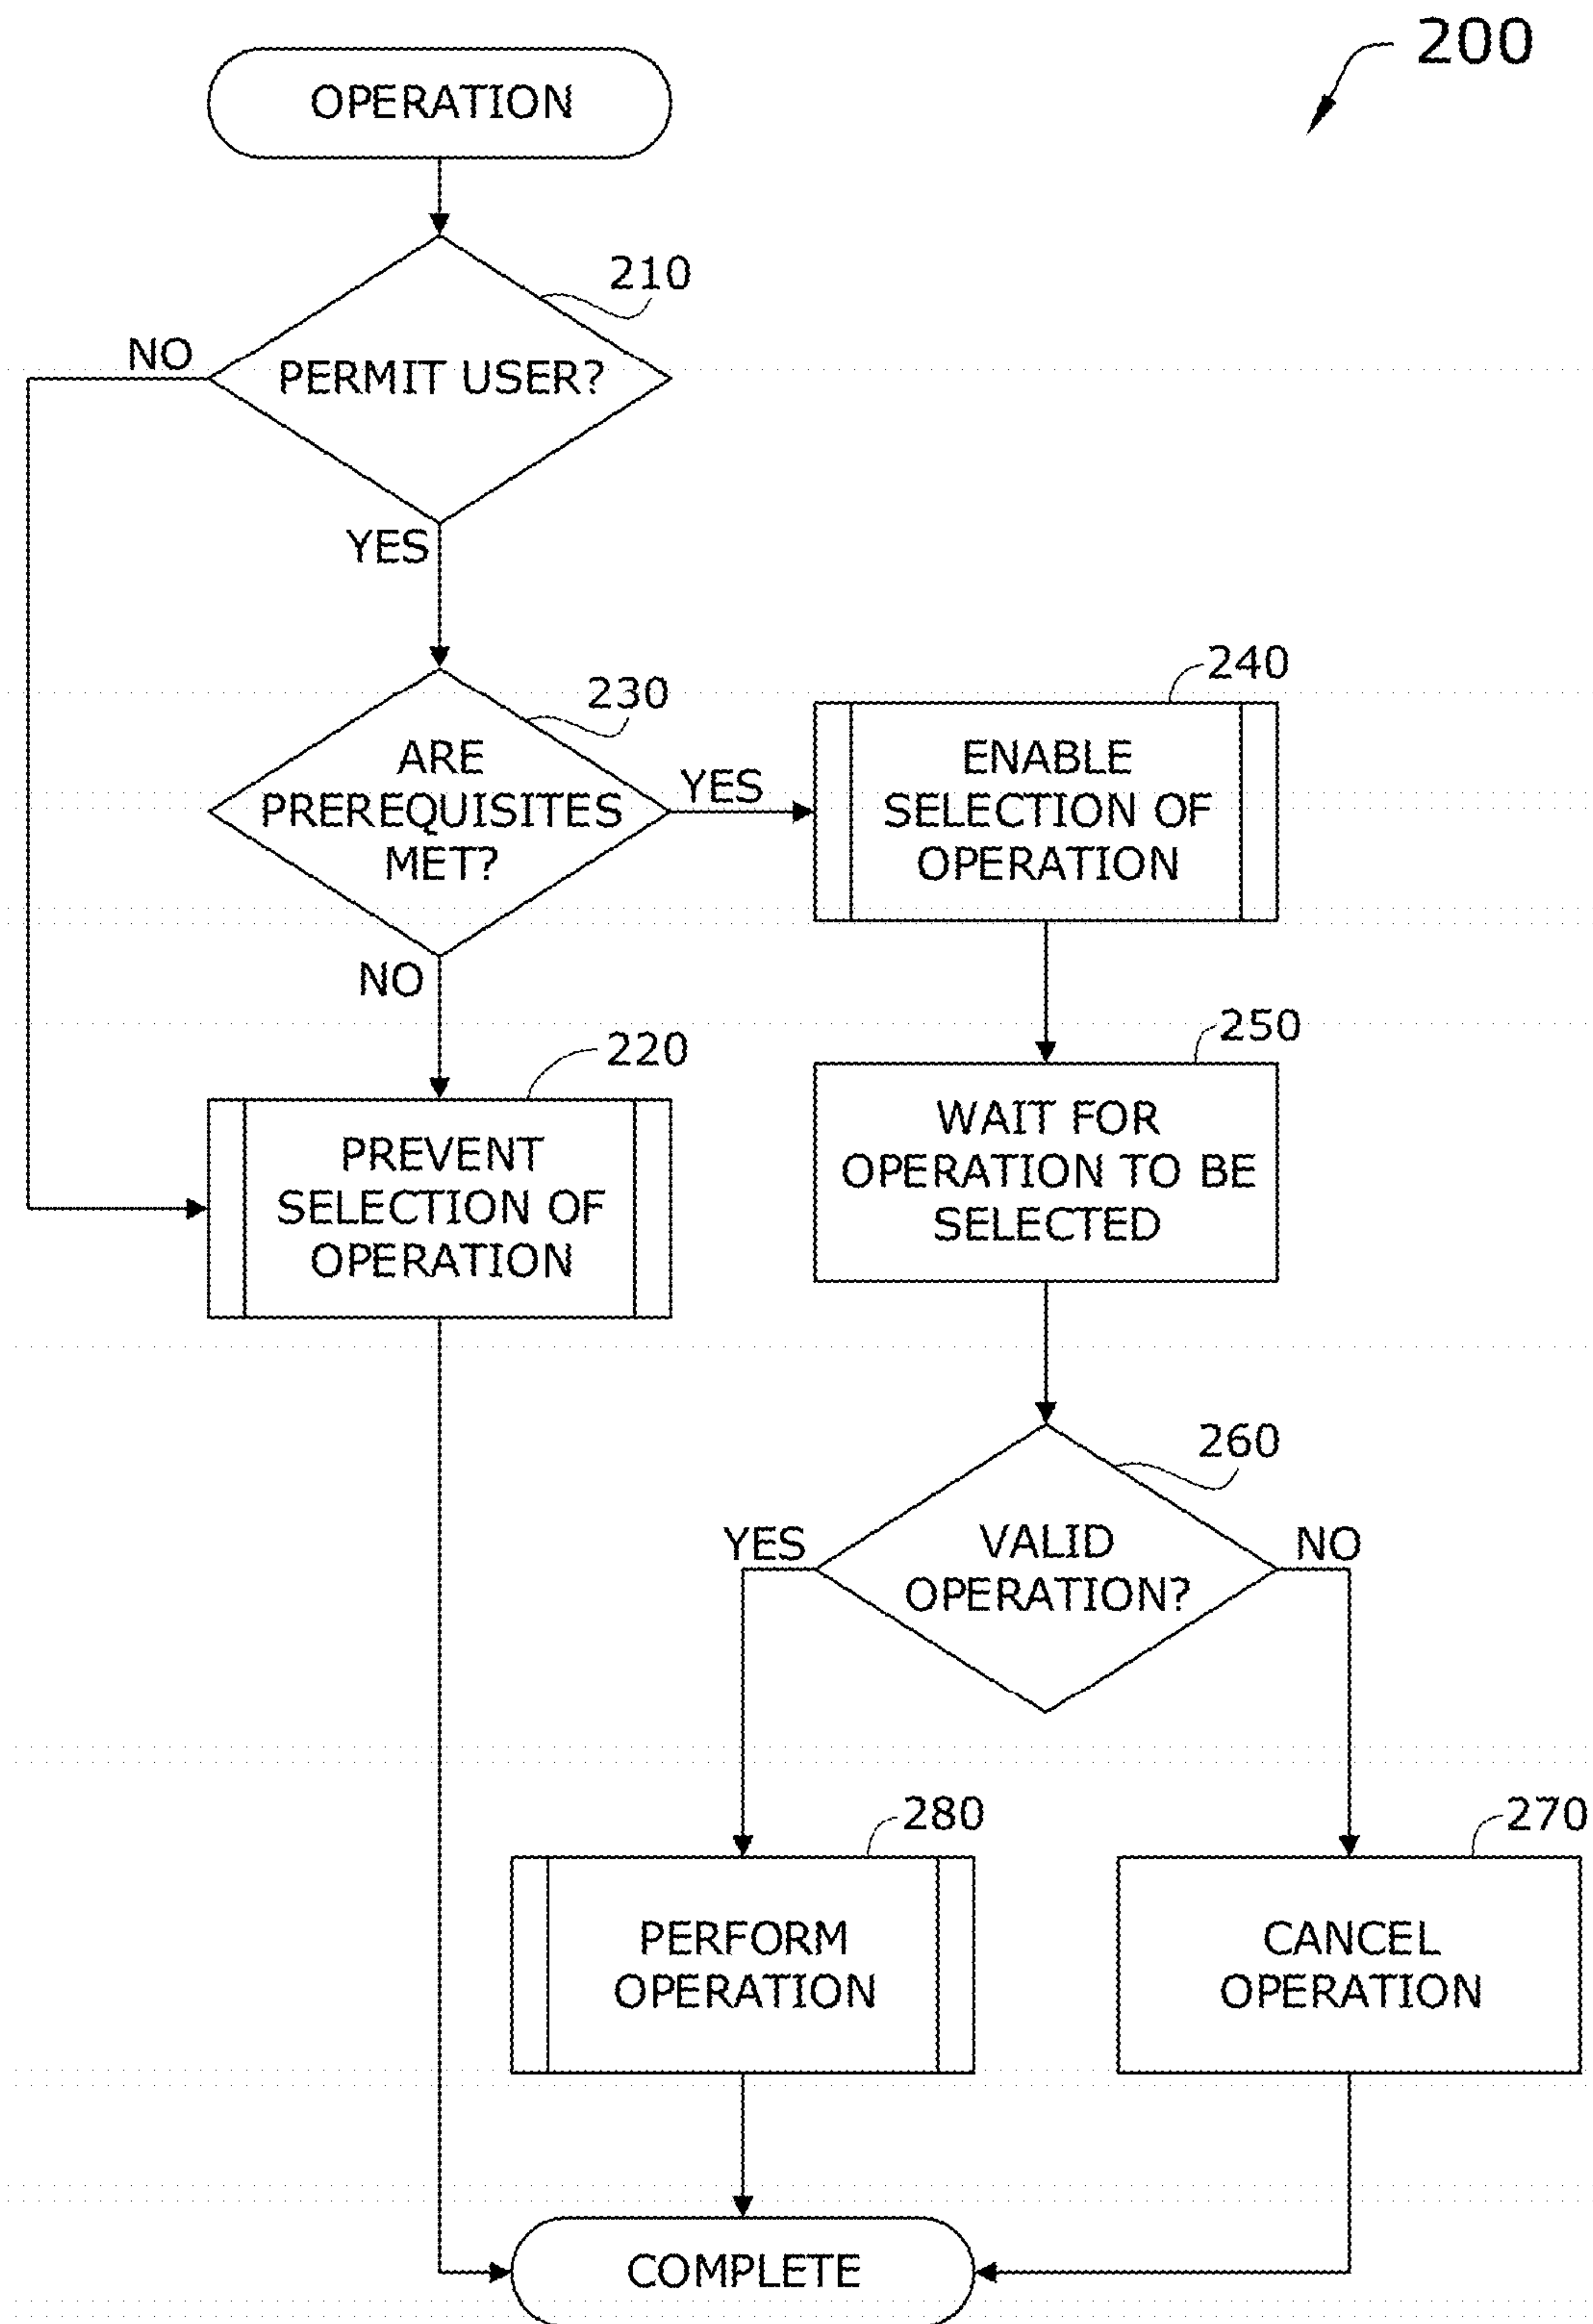 200
OPERATION
210
NO
PERMIT USER?
YES
230
ARE
PREREQUISITES
MET?
YES
240
ENABLE
SELECTION OF
OPERATION
NO
220
PREVENT
SELECTION OF
OPERATION
250
WAIT FOR
OPERATION TO BE
SELECTED
260
YES
VALID
OPERATION?
NO
280
PERFORM
OPERATION
270
CANCEL
OPERATION
COMPLETE